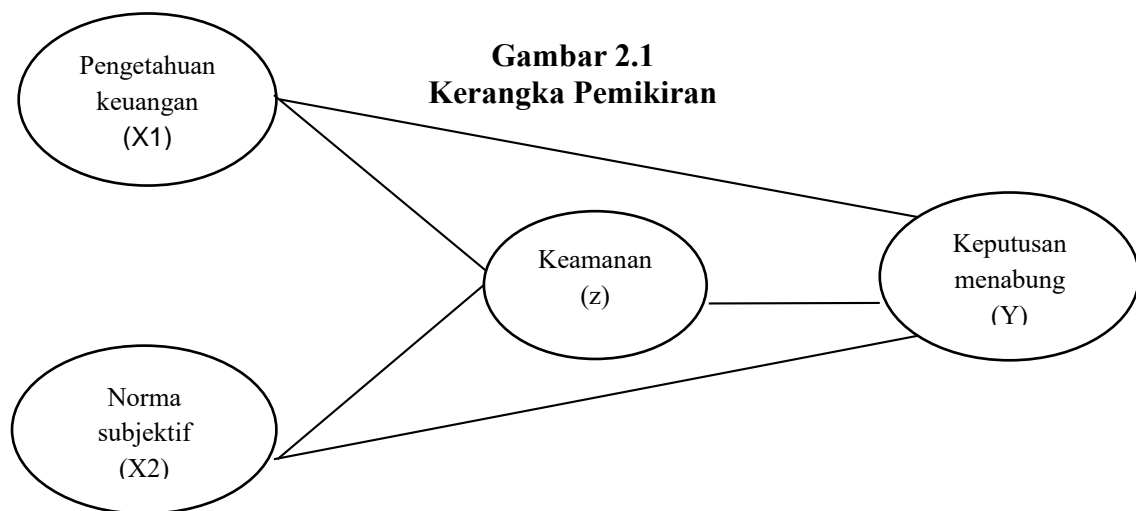 Gambar 2.1
Kerangka Pemikiran
Pengetahuan
keuangan
(X1)
Keamanan
(z)
Keputusan
menabung
(Y)
Norma
subjektif
(X2)